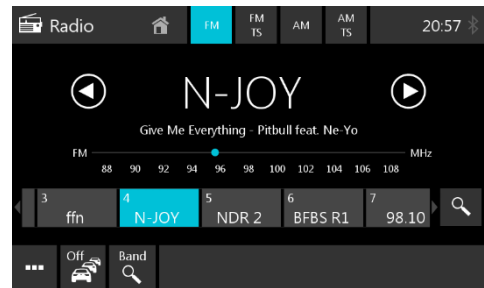 Radio FM FM TS AM AM TS 20:57
N-JOY
Give Me Everything - Pitbull feat. Ne-Yo
FM MHz
88 90 92 94 96 98 100 102 104 106 108
3 ffn 4 N-JOY 5 NDR 2 6 BFBS R1 7 98.10
Off Band